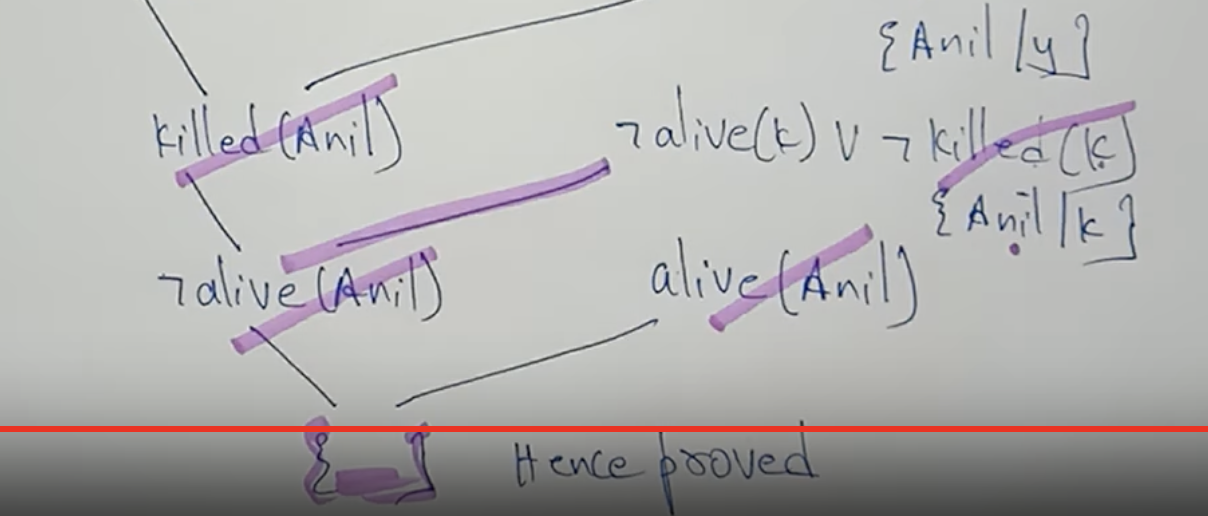 {Anil/y}
killed(Anil) ¬alive(k) V ¬killed(k)
{Anil/k}
¬alive(Anil) alive(Anil)
{ } Hence proved